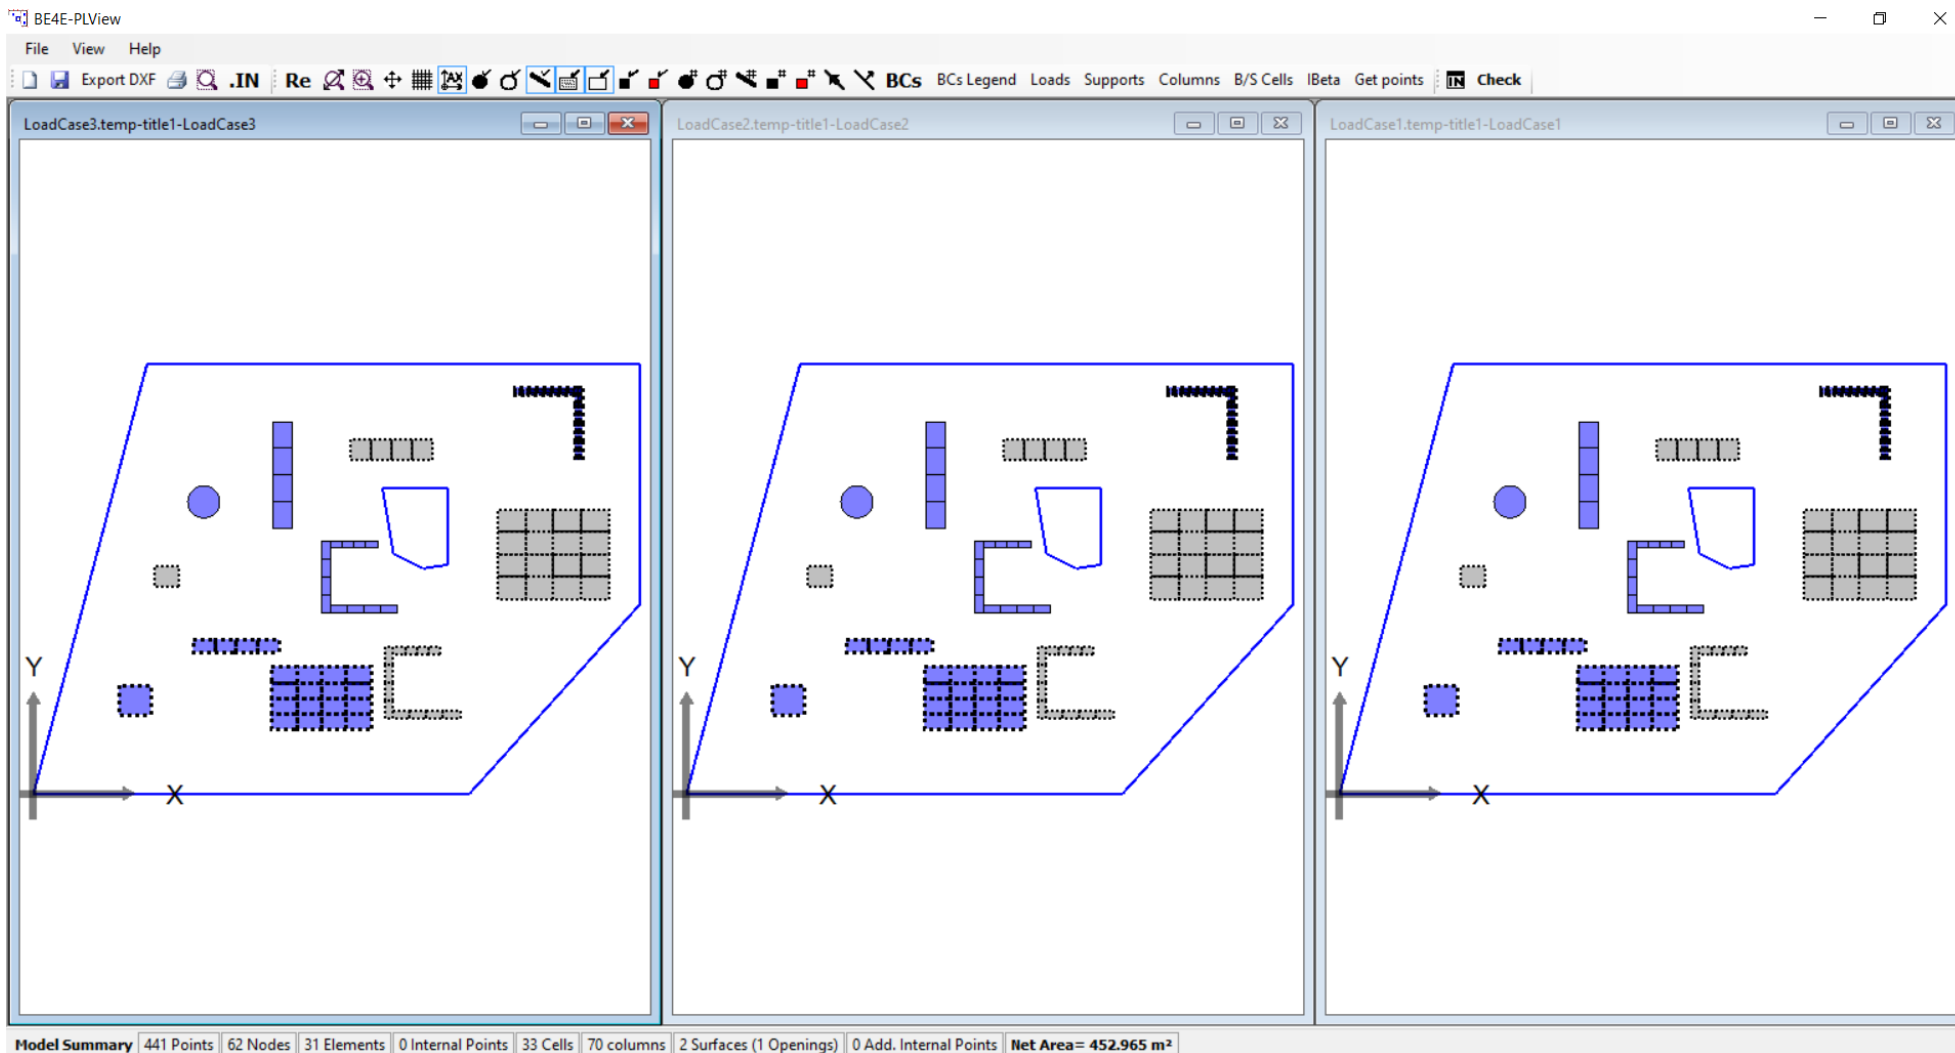 BE4E-PLView
File View Help
Export DXF .IN Re BCs BCs Legend Loads Supports Columns B/S Cells IBeta Get points IN Check
LoadCase3.temp-title1-LoadCase3
LoadCase2.temp-title1-LoadCase2
LoadCase1.temp-title1-LoadCase1
Y
X
Y
X
Y
X
Model Summary 441 Points 62 Nodes 31 Elements 0 Internal Points 33 Cells 70 columns 2 Surfaces (1 Openings) 0 Add. Internal Points Net Area= 452.965 m²